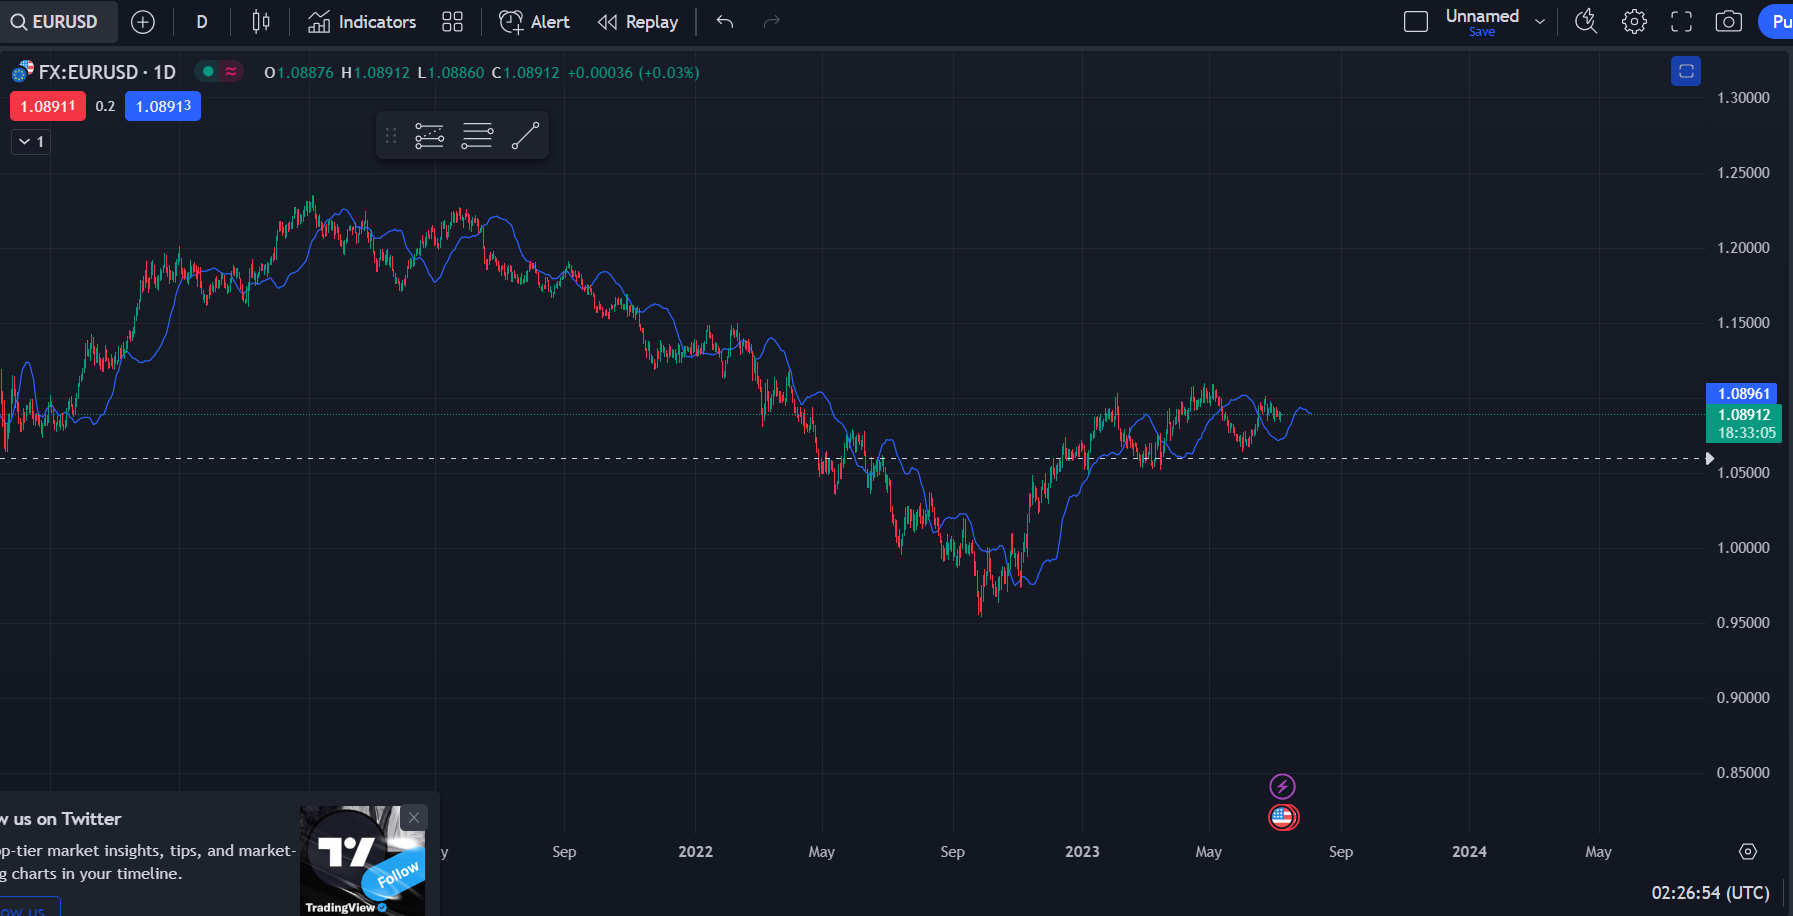 EURUSD
D
Indicators
Alert
Replay
Unnamed
Save
Pu
FX:EURUSD · 1D
O1.08876 H1.08912 L1.08860 C1.08912 +0.00036 (+0.03%)
1.08911 0.2 1.08913
1
1.30000
1.25000
1.20000
1.15000
1.08961
1.08912
18:33:05
1.05000
1.00000
0.95000
0.90000
0.85000
w us on Twitter
op-tier market insights, tips, and market-
g charts in your timeline.
ow us
Follow
TradingView
y Sep 2022 May Sep 2023 May Sep 2024 May
02:26:54 (UTC)